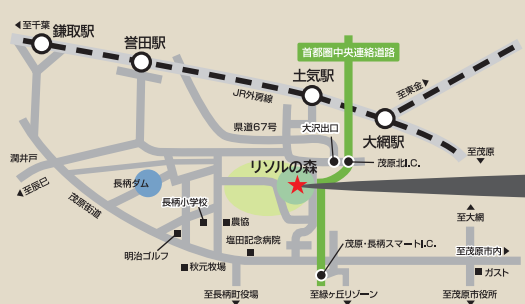 至千葉
鎌取駅
誉田駅
首都圏中央連絡道路
土気駅
至東金
JR外房線
県道67号
大沢出口
大網駅
至茂原
潤井戸
リソルの森
茂原北I.C.
至辰巳
長柄ダム
茂原街道
長柄小学校
至大網
農協
塩田記念病院
茂原・長柄スマートI.C.
至茂原市内
明治ゴルフ
秋元牧場
ガスト
至長柄町役場
至緑ヶ丘リゾーン
至茂原市役所